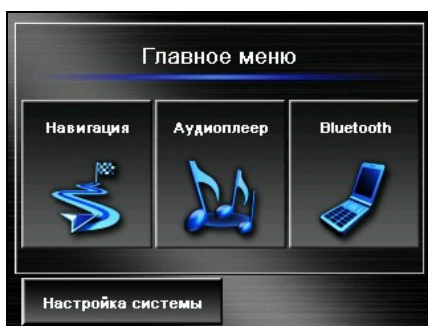 Главное меню
Навигация
Аудиоплеер
Bluetooth
Настройка системы